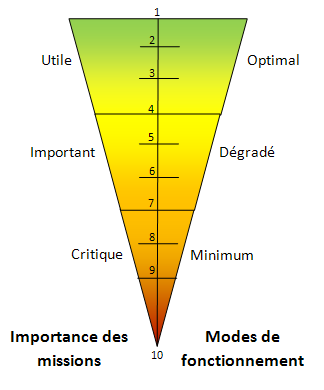 1
2
Utile Optimal
3
4
5
Important Dégradé
6
7
8
Critique Minimum
9
10
Importance des missions
Modes de fonctionnement